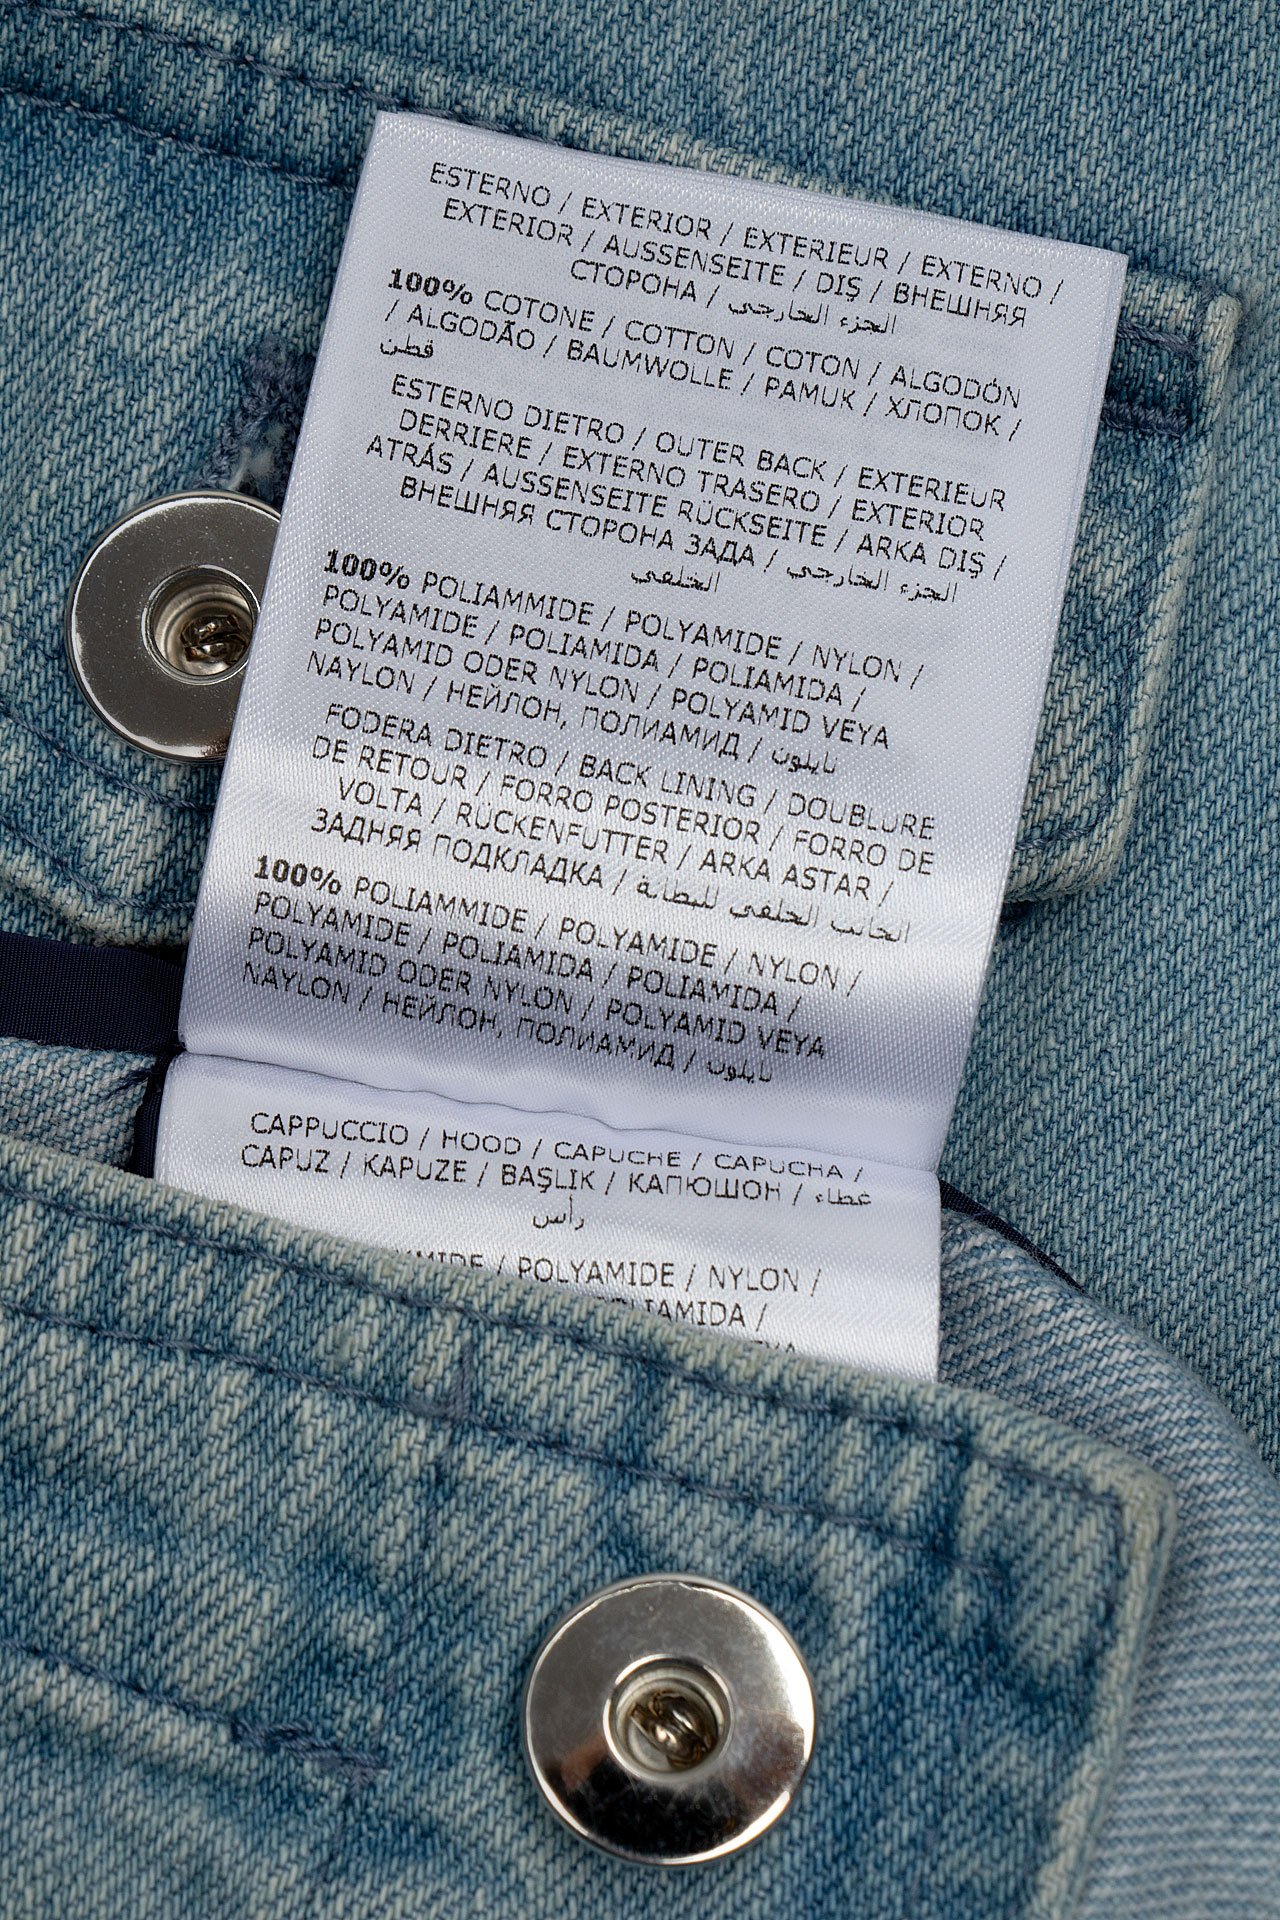 ESTERNO / EXTERIOR / EXTERIEUR / EXTERNO /
EXTERIOR / AUSSENSEITE / DIŞ / ВНЕШНЯЯ
СТОРОНА / الجزء الخارجي
100% COTONE / COTTON / COTON / ALGODÓN
/ ALGODÃO / BAUMWOLLE / PAMUK / ХЛОПОК /
قطن
ESTERNO DIETRO / OUTER BACK / EXTERIEUR
DERRIERE / EXTERNO TRASERO / EXTERIOR
ATRÁS / AUSSENSEITE RÜCKSEITE / ARKA DIŞ /
ВНЕШНЯЯ СТОРОНА ЗАДА / الجزء الخارجي
الخلفي
100% POLIAMMIDE / POLYAMIDE / NYLON /
POLYAMIDE / POLIAMIDA / POLIAMIDA /
POLYAMID ODER NYLON / POLYAMID VEYA
NAYLON / НЕЙЛОН, ПОЛИАМИД / نايلون
FODERA DIETRO / BACK LINING / DOUBLURE
DE RETOUR / FORRO POSTERIOR / FORRO DE
VOLTA / RÜCKENFUTTER / ARKA ASTAR /
ЗАДНЯЯ ПОДКЛАДКА / الجانب الخلفي للبطانة
100% POLIAMMIDE / POLYAMIDE / NYLON /
POLYAMIDE / POLIAMIDA / POLIAMIDA /
POLYAMID ODER NYLON / POLYAMID VEYA
NAYLON / НЕЙЛОН, ПОЛИАМИД / نايلون
CAPPUCCIO / HOOD / CAPUCHE / CAPUCHA /
CAPUZ / KAPUZE / BAŞLIK / КАПЮШОН / غطاء
رأس
/ POLYAMIDE / NYLON /